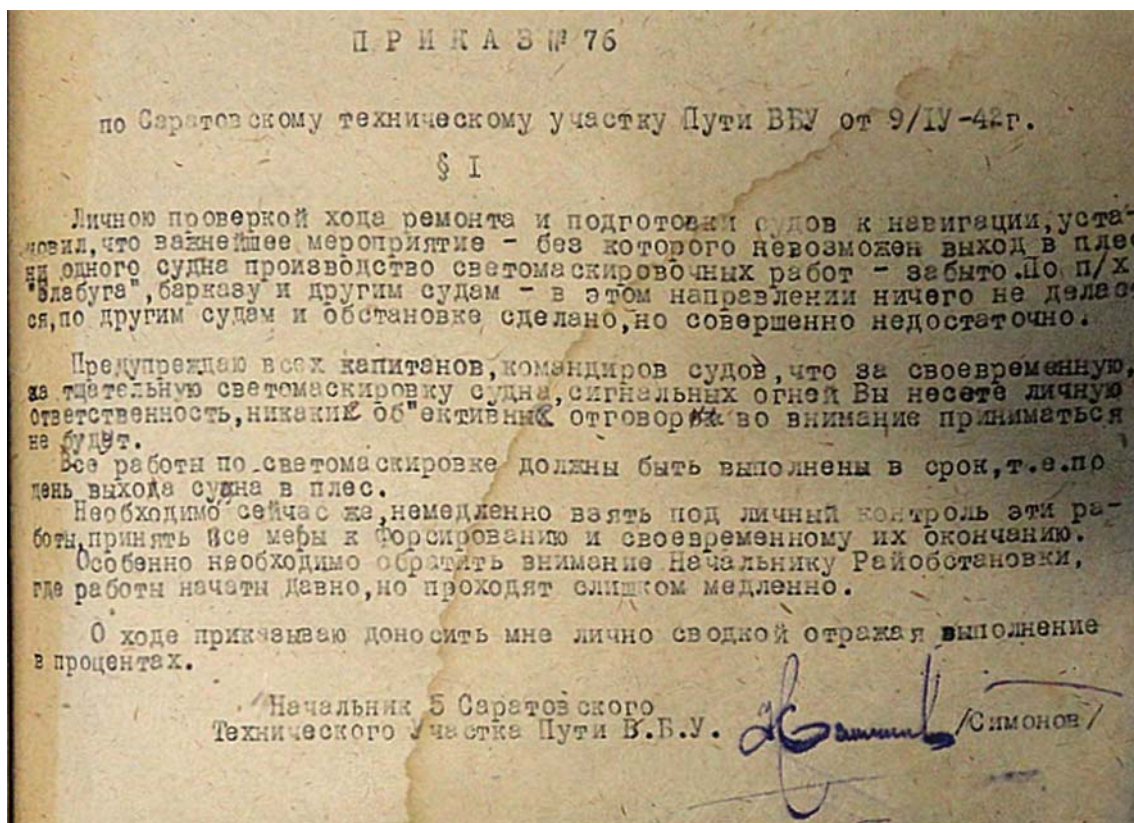 ПРИКАЗ № 76
по Саратовскому техническому участку Пути ВБУ от 9/IV-42г.
§ I
Личною проверкой хода ремонта и подготовки судов к навигации,уста-
новил,что важнейшее мероприятие - без которого невозможен выход в плес
ни одного судна производство светомаскировочных работ - забыто.По п/х
"Елабуга",барказу и другим судам - в этом направлении ничего не делает
ся,по другим судам и обстановке сделано,но совершенно недостаточно.
Предупреждаю всех капитанов,командиров судов,что за своевременную,
тщательную светомаскировку судна,сигнальных огней Вы несете личную
ответственность,никакие об"ективные отговорки во внимание приниматься
не будет.
Все работы по светомаскировке должны быть выполнены в срок,т.е.по
день выхода судна в плес.
Необходимо сейчас же,немедленно взять под личный контроль эти ра-
боты,принять все меры к форсированию и своевременному их окончанию.
Особенно необходимо обратить внимание Начальнику Райобстановки,
где работы начаты давно,но проходят слишком медленно.
О ходе приказываю доносить мне лично сводкой отражая выполнение
в процентах.
Начальник 5 Саратовского
Технического Участка Пути В.Б.У. /Симонов/